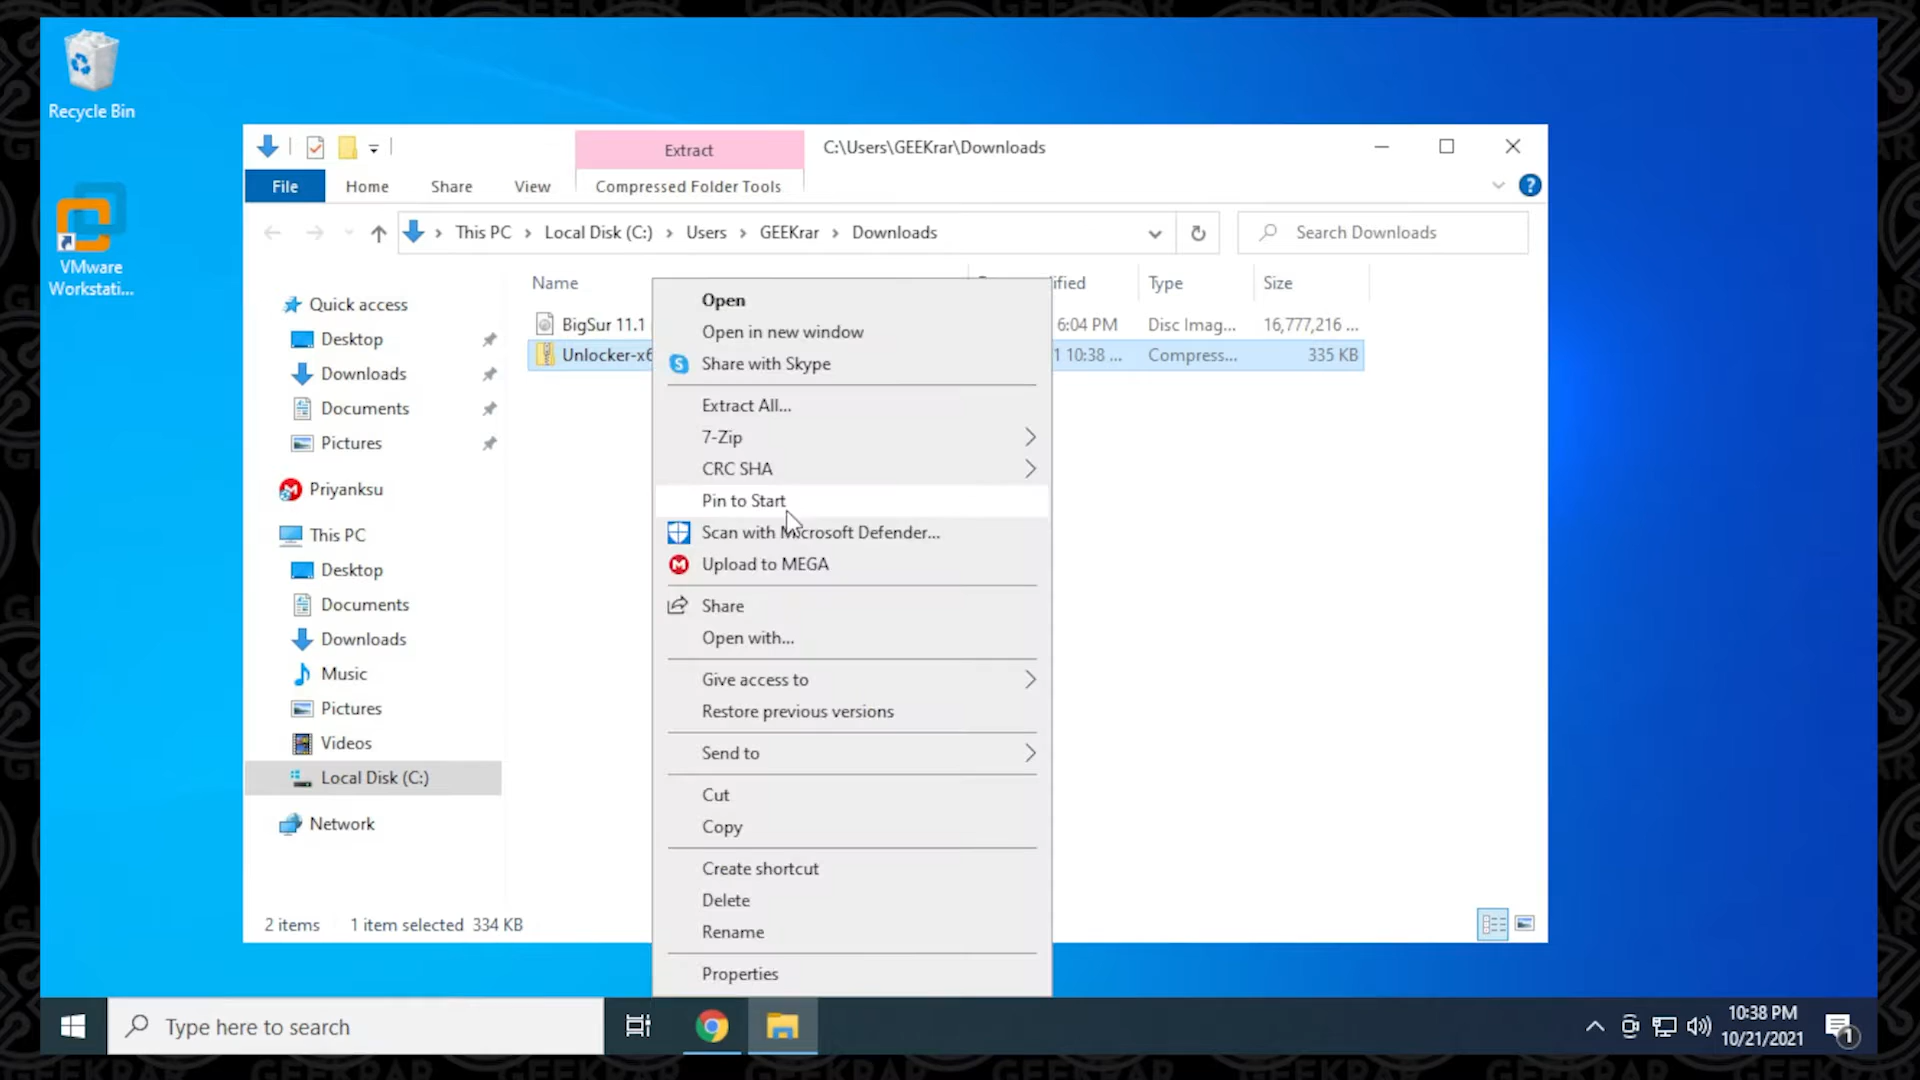 Recycle Bin
VMware
Workstati...
Extract
C:\Users\GEEKrar\Downloads
File
Home
Share
View
Compressed Folder Tools
This PC
Local Disk (C:)
Users
GEEKrar
Downloads
Search Downloads
Name
Type
Size
BigSur 11.1
6:04 PM
Disc Imag...
16,777,216 ...
Unlocker-x6
1 10:38 ...
Compress...
335 KB
Quick access
Desktop
Downloads
Documents
Pictures
Priyanksu
This PC
Desktop
Documents
Downloads
Music
Pictures
Videos
Local Disk (C:)
Network
Open
Open in new window
Share with Skype
Extract All...
7-Zip
CRC SHA
Pin to Start
Scan with Microsoft Defender...
Upload to MEGA
Share
Open with...
Give access to
Restore previous versions
Send to
Cut
Copy
Create shortcut
Delete
Rename
Properties
2 items
1 item selected 334 KB
Type here to search
10:38 PM
10/21/2021
1